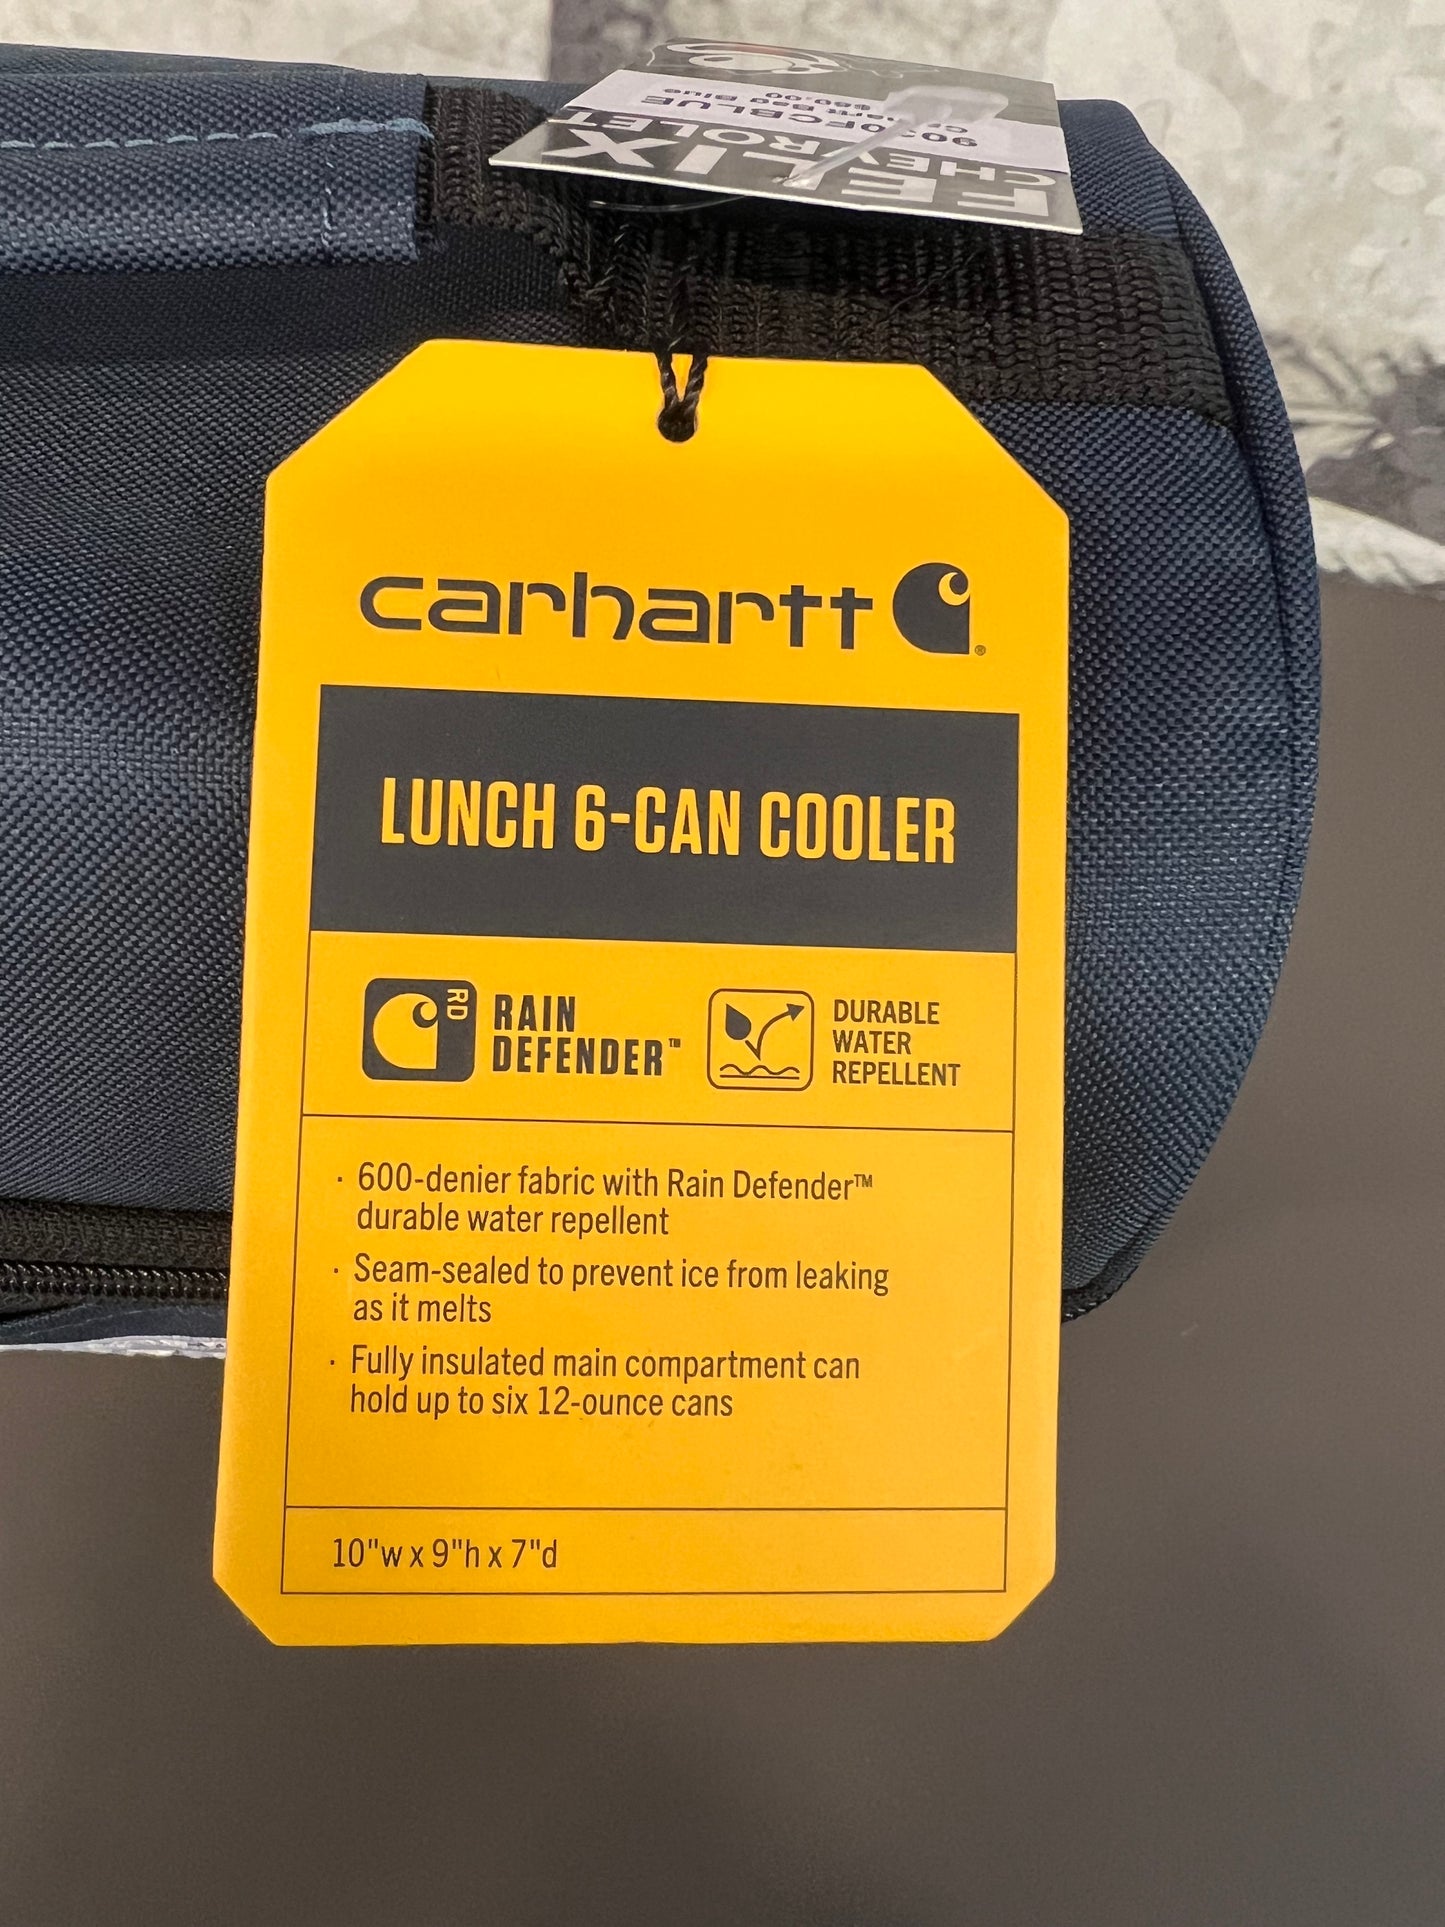 FELIX
CHEVROLET
carhartt ®
LUNCH 6-CAN COOLER
RD
RAIN
DEFENDER™
DURABLE
WATER
REPELLENT
· 600-denier fabric with Rain Defender™
durable water repellent
· Seam-sealed to prevent ice from leaking
as it melts
· Fully insulated main compartment can
hold up to six 12-ounce cans
10"w x 9"h x 7"d